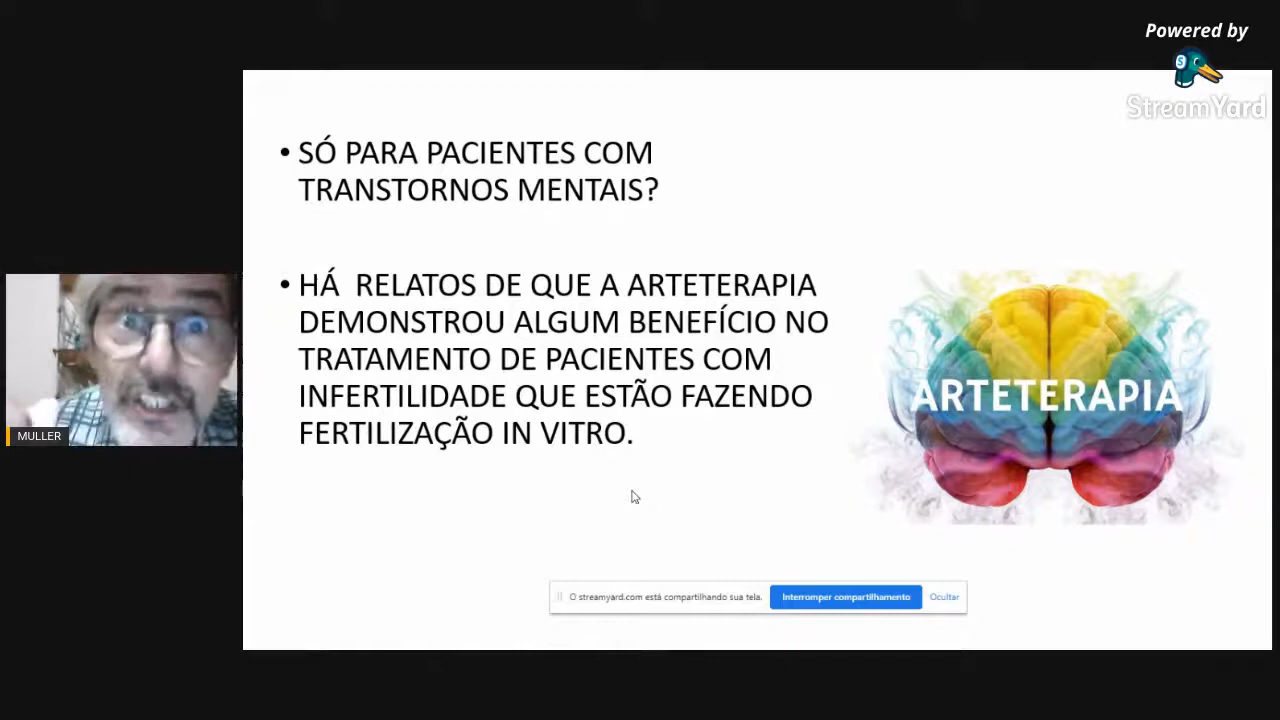 Powered by
StreamYard
• SÓ PARA PACIENTES COM
TRANSTORNOS MENTAIS?
• HÁ  RELATOS DE QUE A ARTETERAPIA
DEMONSTROU ALGUM BENEFÍCIO NO
TRATAMENTO DE PACIENTES COM
INFERTILIDADE QUE ESTÃO FAZENDO
FERTILIZAÇÃO IN VITRO.
ARTETERAPIA
MULLER
O streamyard.com está compartilhando sua tela.
Interromper compartilhamento
Ocultar